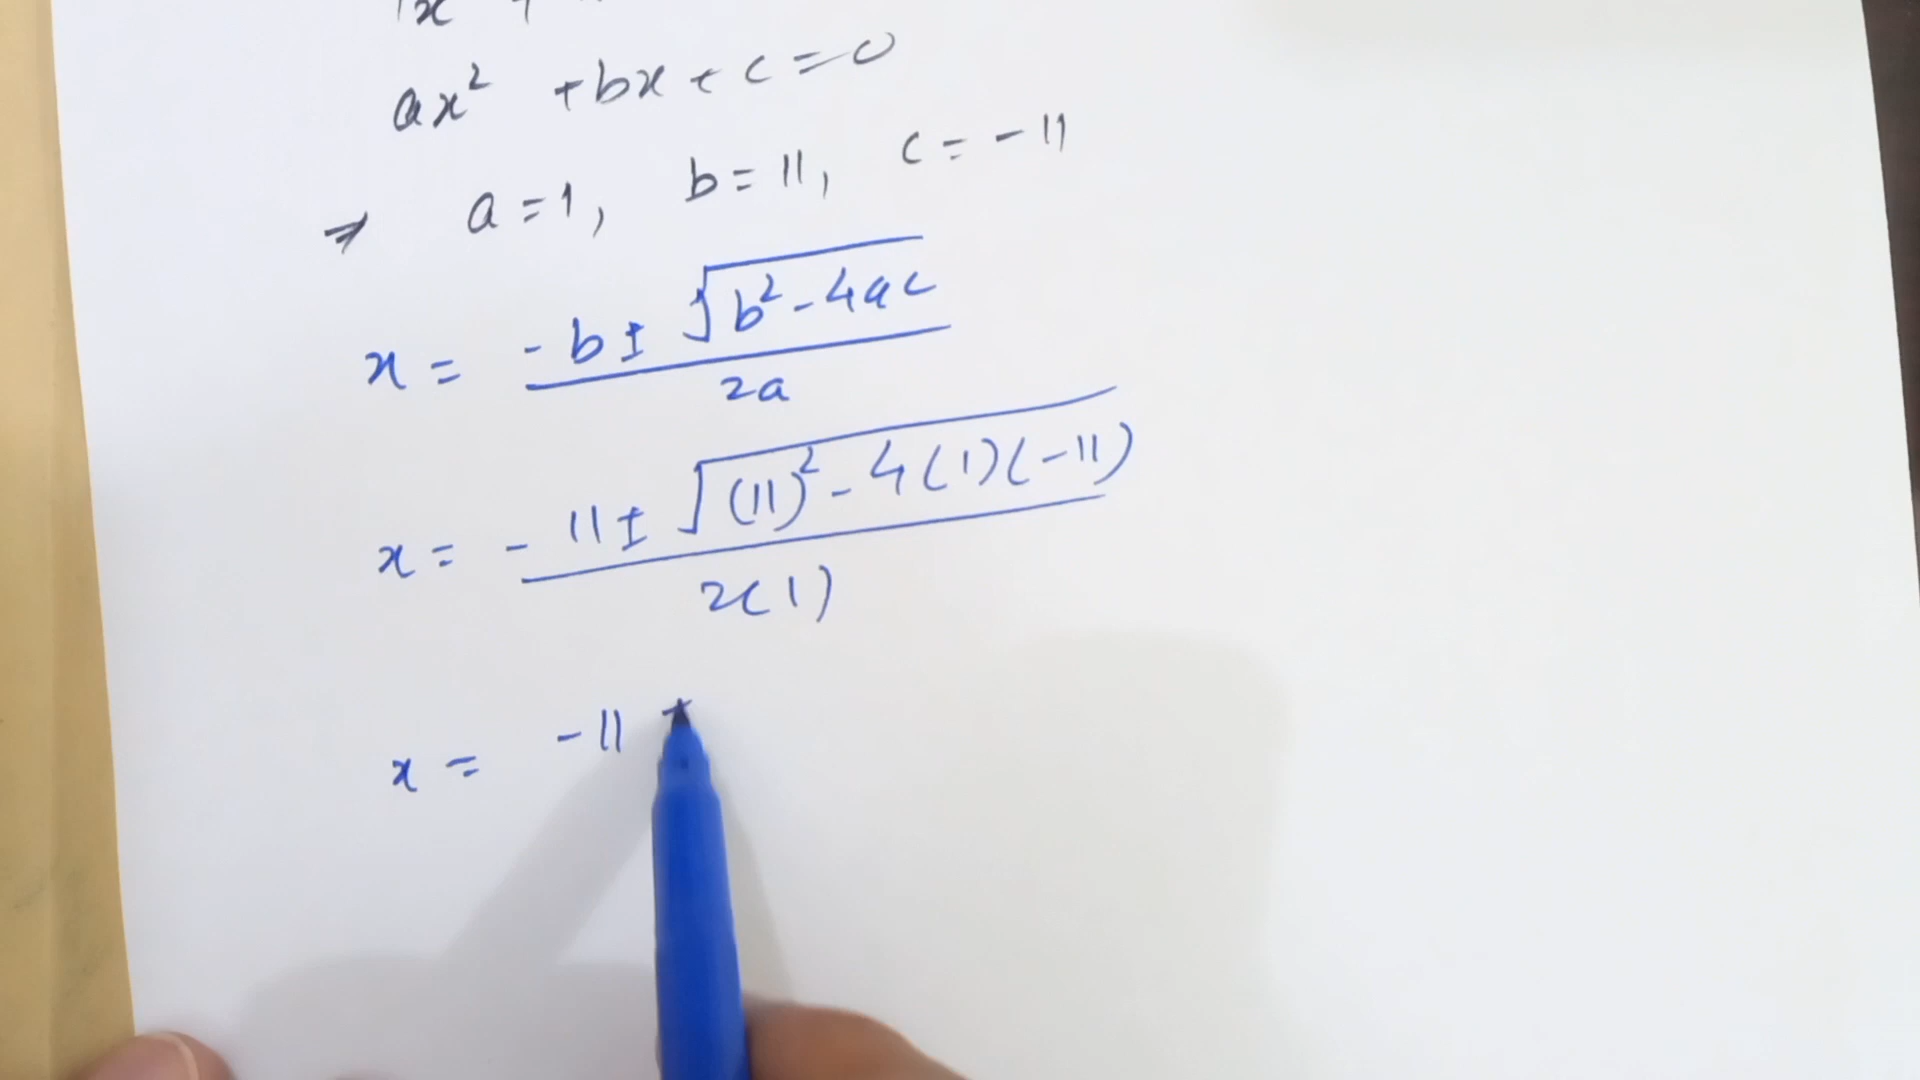 ax² + bx + c = 0
⇒ a = 1, b = 11, c = -11
x = -b ± √(b² - 4ac) / 2a
x = -11 ± √((11)² - 4(1)(-11)) / 2(1)
x = -11